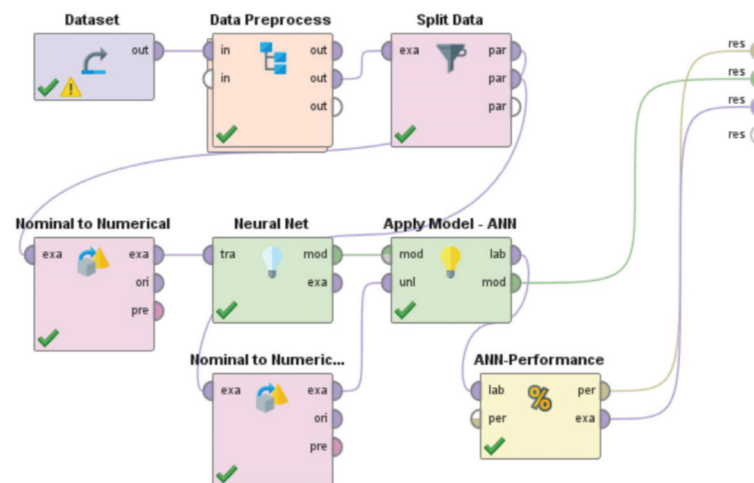 Dataset
out
Data Preprocess
in
out
in
out
out
Split Data
exa
par
par
par
res
res
res
res
Nominal to Numerical
exa
exa
ori
pre
Neural Net
tra
mod
exa
Apply Model - ANN
mod
lab
unl
mod
Nominal to Numeric...
exa
exa
ori
pre
ANN-Performance
%
lab
per
per
exa